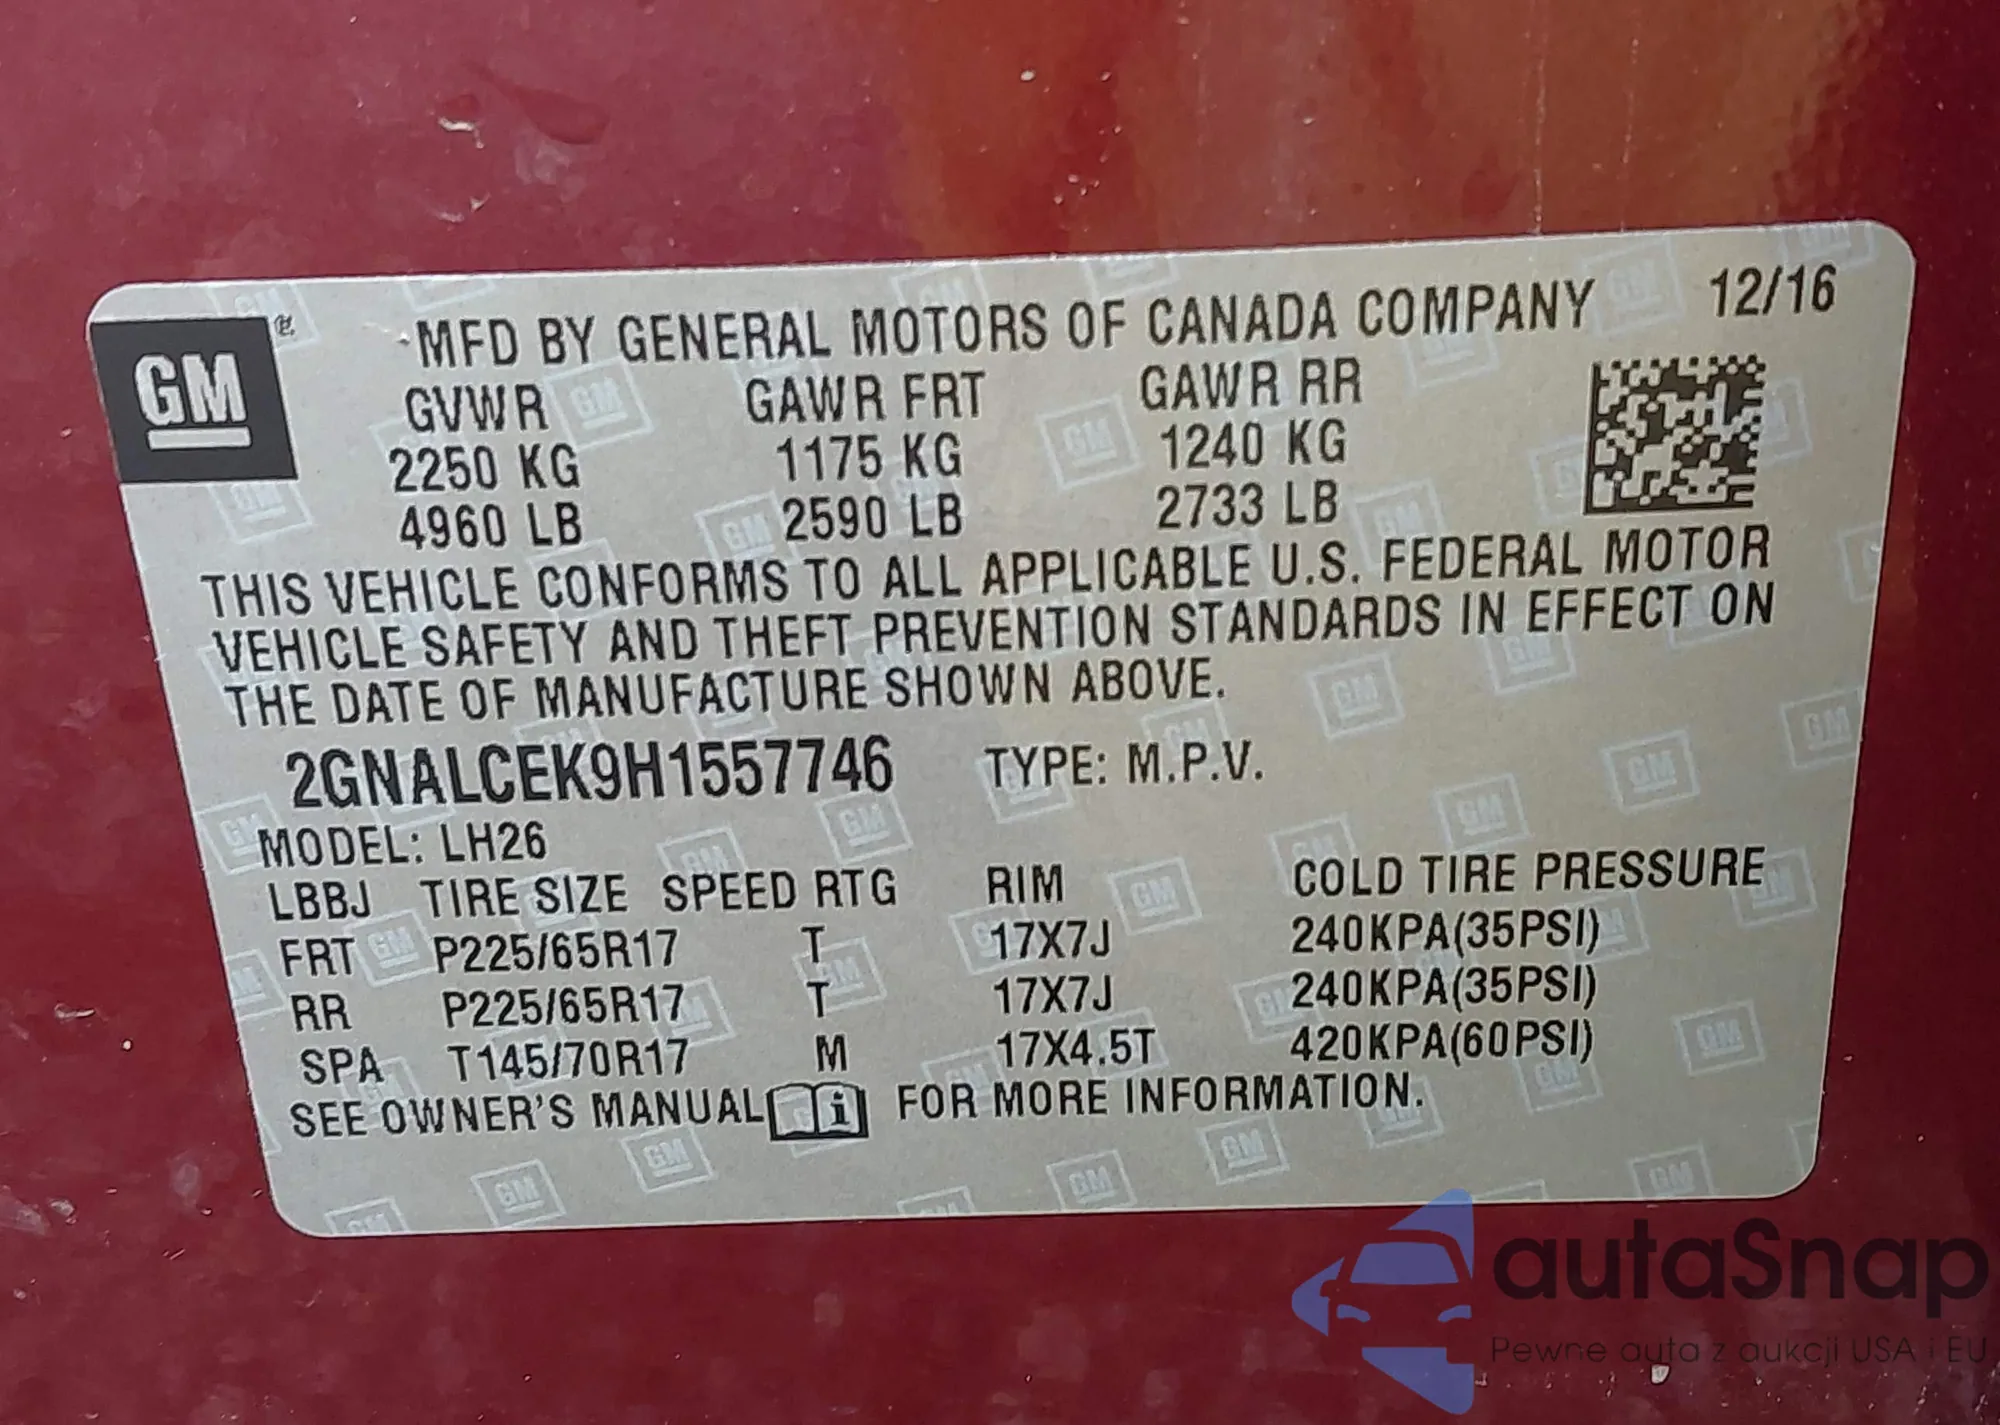 GM
MFD BY GENERAL MOTORS OF CANADA COMPANY 12/16
GVWR GAWR FRT GAWR RR
2250 KG 1175 KG 1240 KG
4960 LB 2590 LB 2733 LB
THIS VEHICLE CONFORMS TO ALL APPLICABLE U.S. FEDERAL MOTOR
VEHICLE SAFETY AND THEFT PREVENTION STANDARDS IN EFFECT ON
THE DATE OF MANUFACTURE SHOWN ABOVE.
2GNALCEK9H1557746 TYPE: M.P.V.
MODEL: LH26
LBBJ TIRE SIZE SPEED RTG RIM COLD TIRE PRESSURE
FRT P225/65R17 T 17X7J 240KPA(35PSI)
RR P225/65R17 T 17X7J 240KPA(35PSI)
SPA T145/70R17 M 17X4.5T 420KPA(60PSI)
SEE OWNER'S MANUAL i FOR MORE INFORMATION.
autaSnap
Pewne auta z aukcji USA i EU